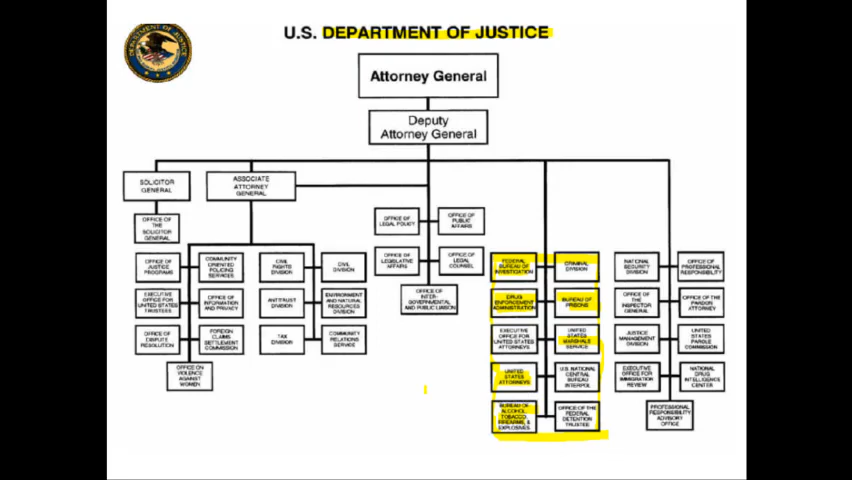 U.S. DEPARTMENT OF JUSTICE
Attorney General
Deputy
Attorney General
SOLICITOR
GENERAL
ASSOCIATE
ATTORNEY
GENERAL
OFFICE OF
THE
SOLICITOR
GENERAL
OFFICE OF
LEGAL POLICY
OFFICE OF
PUBLIC
AFFAIRS
OFFICE OF
LEGISLATIVE
AFFAIRS
OFFICE OF
LEGAL
COUNSEL
OFFICE OF
INTER-
GOVERNMENTAL
AND PUBLIC LIAISON
OFFICE OF
JUSTICE
PROGRAMS
COMMUNITY
ORIENTED
POLICING
SERVICES
EXECUTIVE
OFFICE FOR
UNITED STATES
TRUSTEES
OFFICE OF
INFORMATION
AND PRIVACY
OFFICE OF
DISPUTE
RESOLUTION
FOREIGN
CLAIMS
SETTLEMENT
COMMISSION
OFFICE ON
VIOLENCE
AGAINST
WOMEN
CIVIL
RIGHTS
DIVISION
CIVIL
DIVISION
ANTITRUST
DIVISION
ENVIRONMENT
AND NATURAL
RESOURCES
DIVISION
TAX
DIVISION
COMMUNITY
RELATIONS
SERVICE
FEDERAL
BUREAU OF
INVESTIGATION
CRIMINAL
DIVISION
DRUG
ENFORCEMENT
ADMINISTRATION
BUREAU OF
PRISONS
EXECUTIVE
OFFICE FOR
UNITED STATES
ATTORNEYS
UNITED
STATES
MARSHALS
SERVICE
UNITED
STATES
ATTORNEYS
U.S. NATIONAL
CENTRAL
BUREAU
INTERPOL
BUREAU OF
ALCOHOL,
TOBACCO,
FIREARMS, &
EXPLOSIVES
OFFICE OF THE
FEDERAL
DETENTION
TRUSTEE
NATIONAL
SECURITY
DIVISION
OFFICE OF
PROFESSIONAL
RESPONSIBILITY
OFFICE OF
THE
INSPECTOR
GENERAL
OFFICE OF
THE PARDON
ATTORNEY
JUSTICE
MANAGEMENT
DIVISION
UNITED
STATES
PAROLE
COMMISSION
EXECUTIVE
OFFICE FOR
IMMIGRATION
REVIEW
NATIONAL
DRUG
INTELLIGENCE
CENTER
PROFESSIONAL
RESPONSIBILITY
ADVISORY
OFFICE